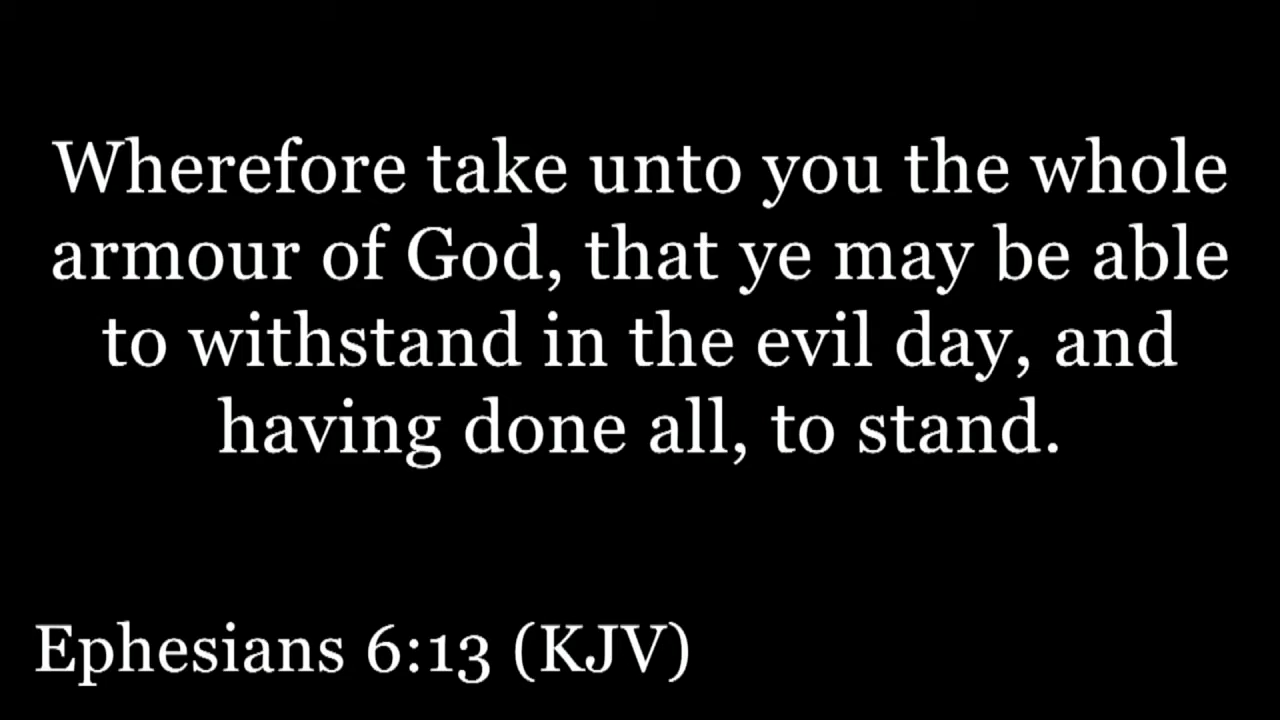 Wherefore take unto you the whole
armour of God, that ye may be able
to withstand in the evil day, and
having done all, to stand.
Ephesians 6:13 (KJV)